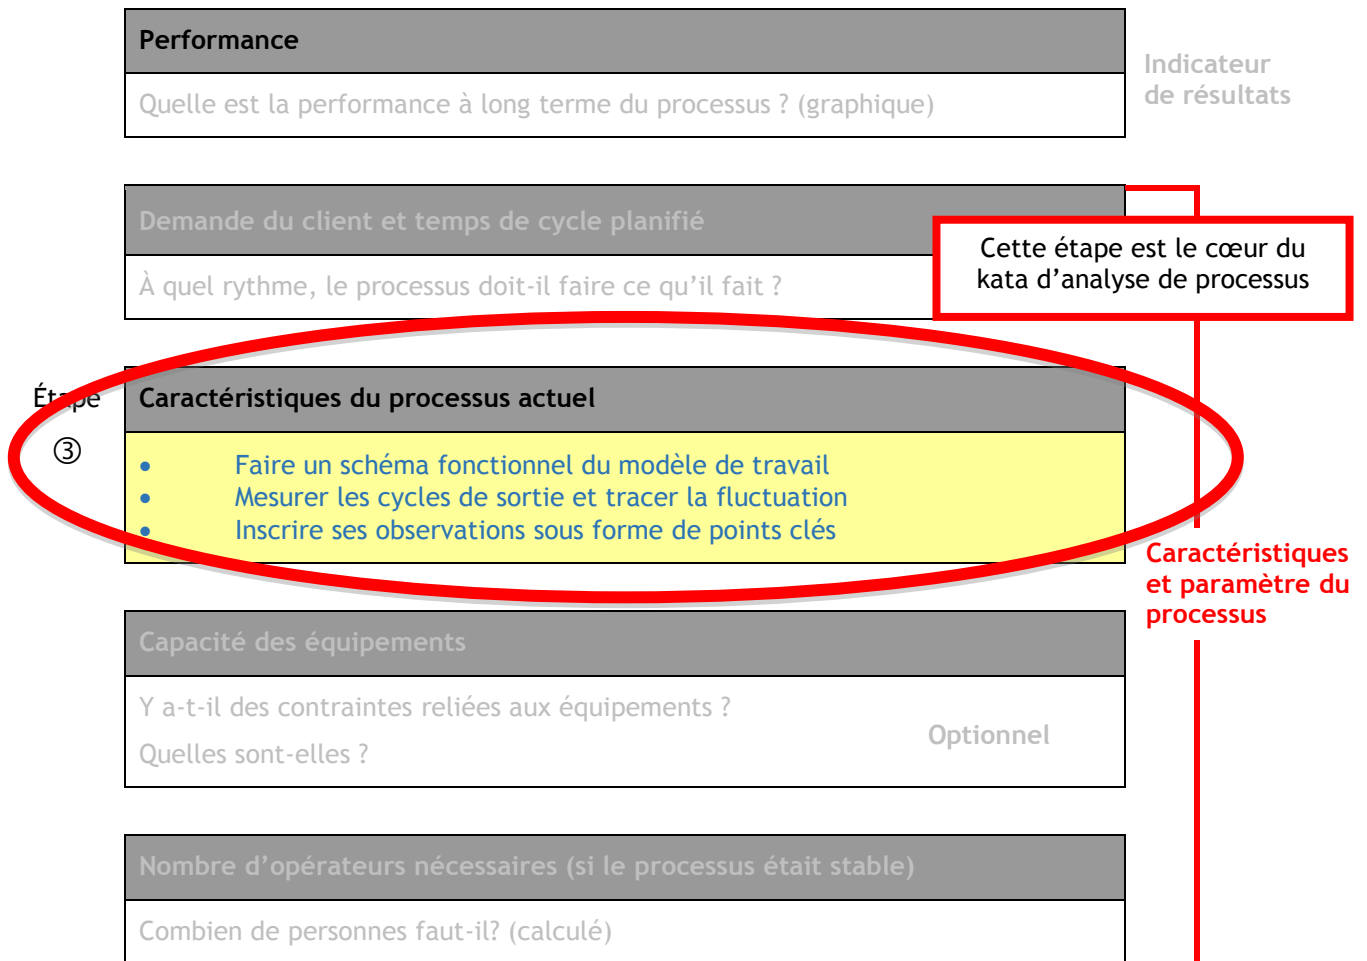 Performance
Indicateur
de résultats
Quelle est la performance à long terme du processus ? (graphique)
Demande du client et temps de cycle planifié
Cette étape est le cœur du
kata d’analyse de processus
À quel rythme, le processus doit-il faire ce qu’il fait ?
Étape
③
Caractéristiques du processus actuel
• Faire un schéma fonctionnel du modèle de travail
• Mesurer les cycles de sortie et tracer la fluctuation
• Inscrire ses observations sous forme de points clés
Caractéristiques
et paramètre du
processus
Capacité des équipements
Y a-t-il des contraintes reliées aux équipements ?
Optionnel
Quelles sont-elles ?
Nombre d’opérateurs nécessaires (si le processus était stable)
Combien de personnes faut-il? (calculé)